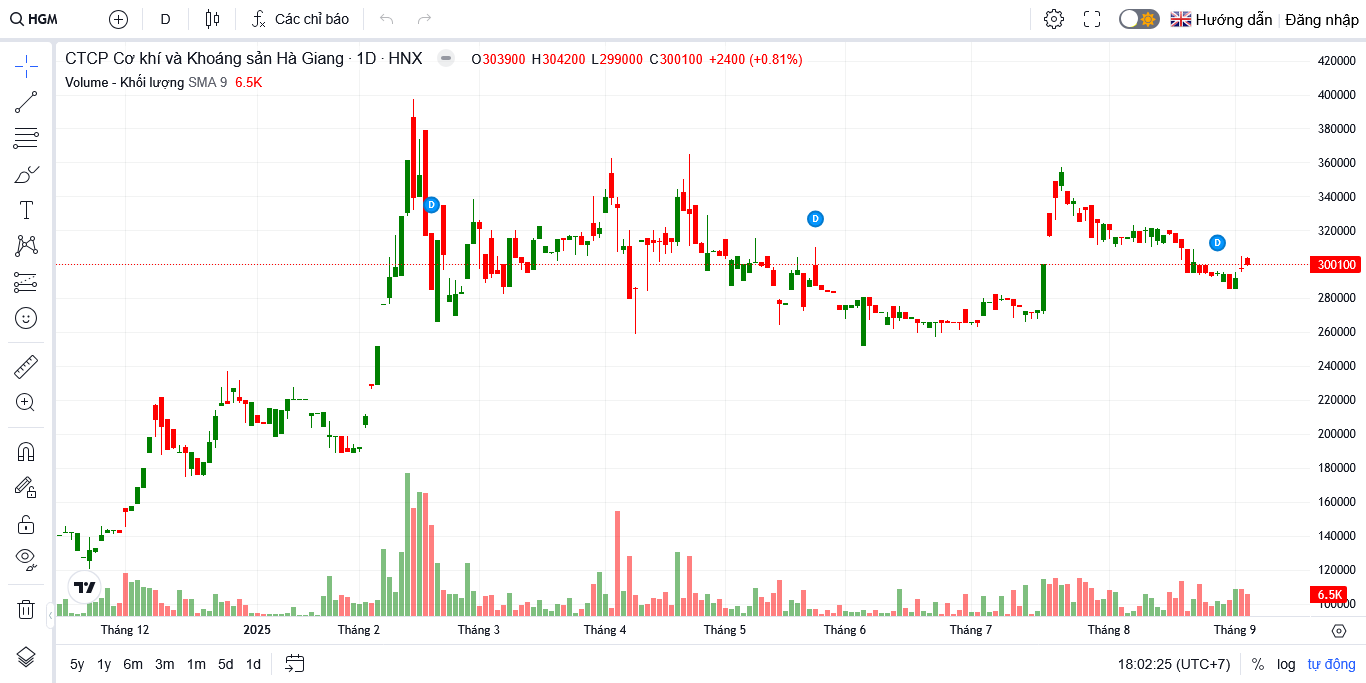 HGM D Các chỉ báo Hướng dẫn Đăng nhập
CTCP Cơ khí và Khoáng sản Hà Giang · 1D · HNX O303900 H304200 L299000 C300100 +2400 (+0.81%)
Volume - Khối lượng SMA 9 6.5K
420000
400000
380000
360000
340000
320000
300100
280000
260000
240000
220000
200000
180000
160000
140000
120000
6.5K
100000
D
D
D
Tháng 12 2025 Tháng 2 Tháng 3 Tháng 4 Tháng 5 Tháng 6 Tháng 7 Tháng 8 Tháng 9
5y 1y 6m 3m 1m 5d 1d 18:02:25 (UTC+7) % log tự động